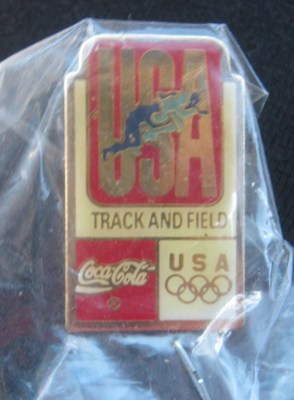 USA
TRACK AND FIELD
Coca-Cola
USA